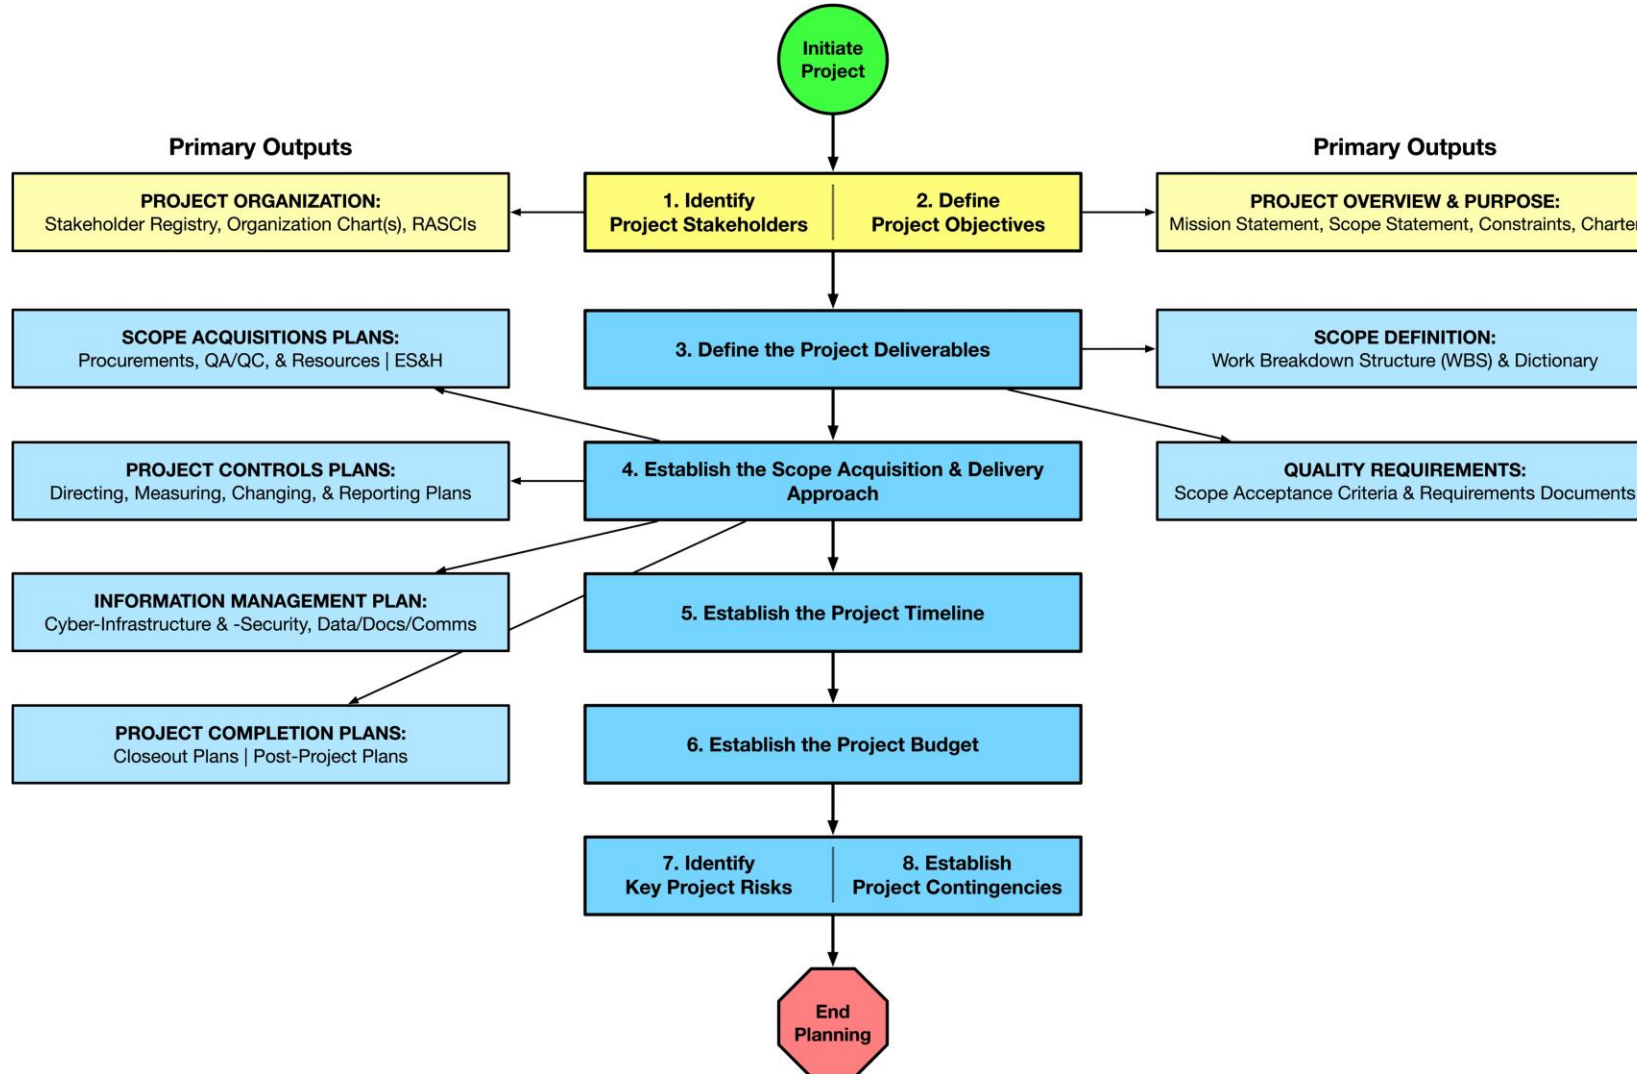 Initiate
Project
Primary Outputs
Primary Outputs
PROJECT ORGANIZATION:
Stakeholder Registry, Organization Chart(s), RASCIs
1. Identify
Project Stakeholders
2. Define
Project Objectives
PROJECT OVERVIEW & PURPOSE:
Mission Statement, Scope Statement, Constraints, Charter
SCOPE ACQUISITIONS PLANS:
Procurements, QA/QC, & Resources | ES&H
3. Define the Project Deliverables
SCOPE DEFINITION:
Work Breakdown Structure (WBS) & Dictionary
PROJECT CONTROLS PLANS:
Directing, Measuring, Changing, & Reporting Plans
4. Establish the Scope Acquisition & Delivery
Approach
QUALITY REQUIREMENTS:
Scope Acceptance Criteria & Requirements Documents
INFORMATION MANAGEMENT PLAN:
Cyber-Infrastructure & -Security, Data/Docs/Comms
5. Establish the Project Timeline
PROJECT COMPLETION PLANS:
Closeout Plans | Post-Project Plans
6. Establish the Project Budget
7. Identify
Key Project Risks
8. Establish
Project Contingencies
End
Planning